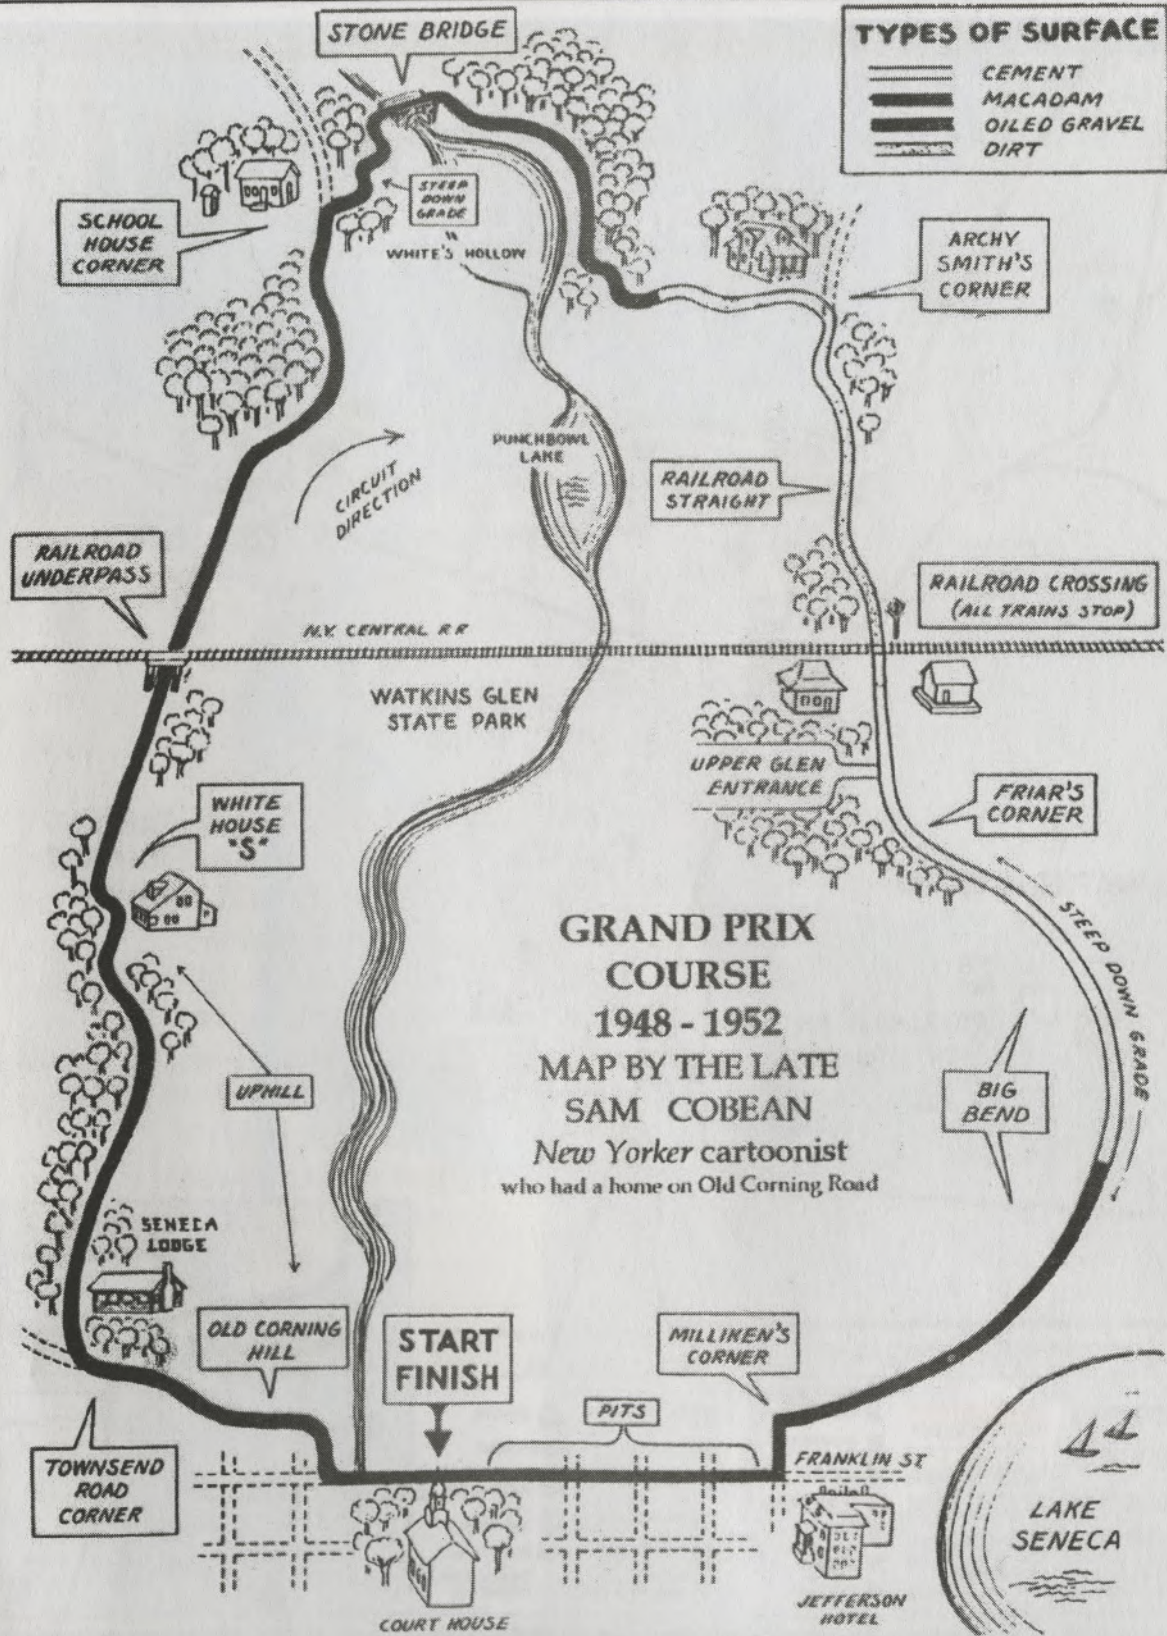 STONE BRIDGE
TYPES OF SURFACE
CEMENT
MACADAM
OILED GRAVEL
DIRT
SCHOOL
HOUSE
CORNER
STEEP
DOWN
GRADE
"
WHITE'S HOLLOW
ARCHY
SMITH'S
CORNER
CIRCUIT
DIRECTION
PUNCHBOWL
LAKE
RAILROAD
STRAIGHT
RAILROAD
UNDERPASS
RAILROAD CROSSING
(ALL TRAINS STOP)
N.Y. CENTRAL R R
WATKINS GLEN
STATE PARK
UPPER GLEN
ENTRANCE
FRIAR'S
CORNER
WHITE
HOUSE
"S"
STEEP DOWN GRADE
GRAND PRIX
COURSE
1948 - 1952
MAP BY THE LATE
SAM COBEAN
New Yorker cartoonist
who had a home on Old Corning Road
UPHILL
BIG
BEND
SENECA
LODGE
OLD CORNING
HILL
START
FINISH
MILLIKEN'S
CORNER
PITS
TOWNSEND
ROAD
CORNER
FRANKLIN ST.
LAKE
SENECA
COURT HOUSE
JEFFERSON
HOTEL